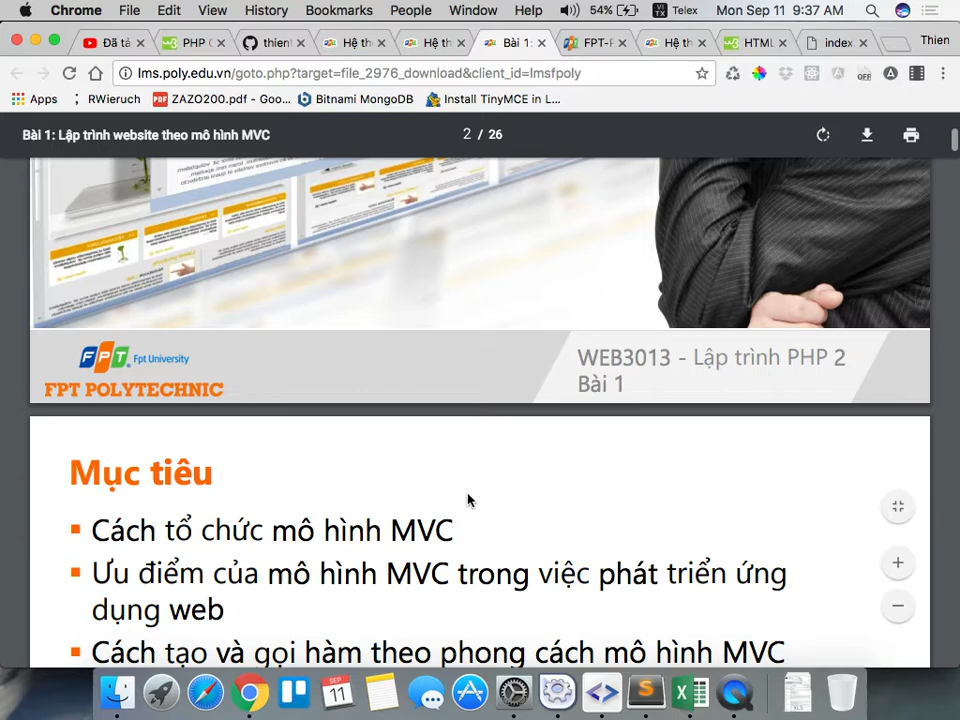 Chrome File Edit View History Bookmarks People Window Help 54% VI TX Telex Mon Sep 11 9:37 AM
Đã tả PHP thient Hệ th Hệ th Bài 1: FPT-F Hệ th HTML index Thien
lms.poly.edu.vn/goto.php?target=file_2976_download&client_id=lmsfpoly
Apps RWieruch ZAZO200.pdf - Goo... Bitnami MongoDB Install TinyMCE in L...
Bài 1: Lập trình website theo mô hình MVC 2 / 26
FPT Fpt University
FPT POLYTECHNIC
WEB3013 - Lập trình PHP 2
Bài 1
Mục tiêu
Cách tổ chức mô hình MVC
Ưu điểm của mô hình MVC trong việc phát triển ứng
dụng web
Cách tạo và gọi hàm theo phong cách mô hình MVC
SEP
11